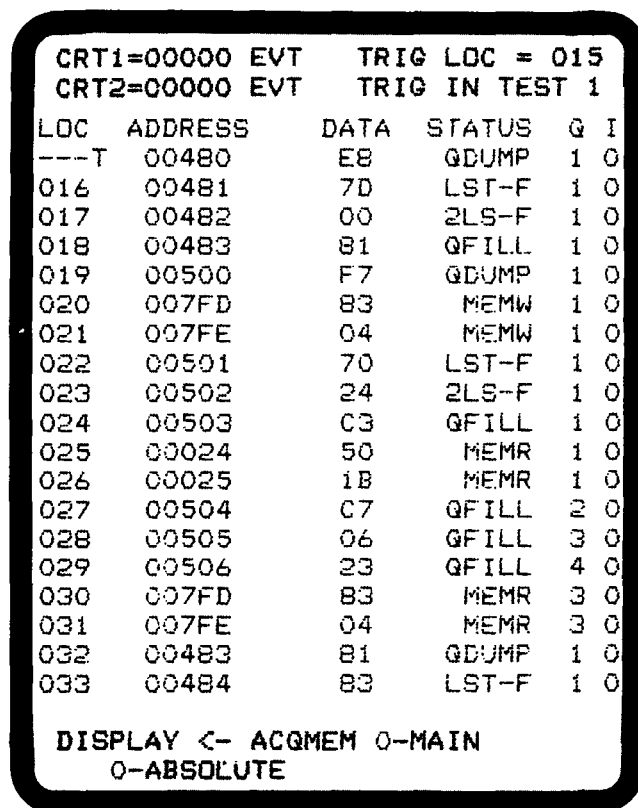 CRT1=00000 EVT TRIG LOC = 015
CRT2=00000 EVT TRIG IN TEST 1
LOC ADDRESS DATA STATUS Q I
---T 00480 E8 QDUMP 1 0
016 00481 7D LST-F 1 0
017 00482 00 2LS-F 1 0
018 00483 81 QFILL 1 0
019 00500 F7 QDUMP 1 0
020 007FD 83 MEMW 1 0
021 007FE 04 MEMW 1 0
022 00501 70 LST-F 1 0
023 00502 24 2LS-F 1 0
024 00503 C3 QFILL 1 0
025 00024 50 MEMR 1 0
026 00025 1B MEMR 1 0
027 00504 C7 QFILL 2 0
028 00505 06 QFILL 3 0
029 00506 23 QFILL 4 0
030 007FD 83 MEMR 3 0
031 007FE 04 MEMR 3 0
032 00483 81 QDUMP 1 0
033 00484 83 LST-F 1 0
DISPLAY <- ACQMEM 0-MAIN
0-ABSOLUTE